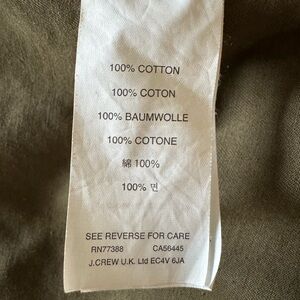 100% COTTON
100% COTON
100% BAUMWOLLE
100% COTONE
綿 100%
100% 면
SEE REVERSE FOR CARE
RN77388 CA56445
J.CREW U.K. Ltd EC4V 6JA